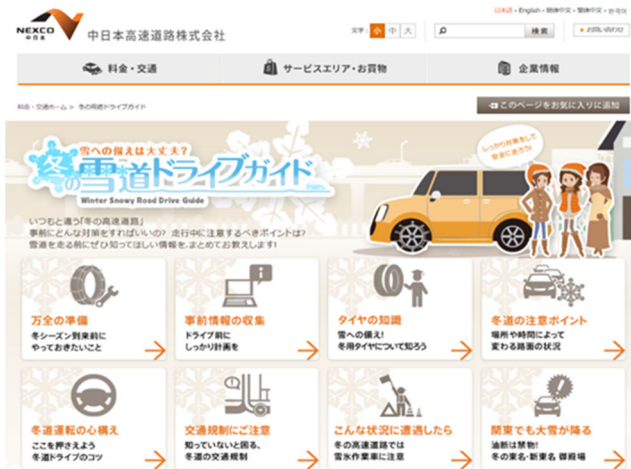 日本語 · English · 簡体中文 · 繁体中文 · 한국어
NEXCO
中日本
中日本高速道路株式会社
文字: 小 中 大
検索
お問い合わせ
料金・交通
サービスエリア・お買物
企業情報
料金・交通ホーム > 冬の雪道ドライブガイド
このページをお気に入りに追加
雪への備えは大丈夫?
冬の雪道ドライブガイド
Winter Snowy Road Drive Guide
しっかり対策をして
安全に走ろう!
いつもと違う「冬の高速道路」
事前にどんな対策をすればいいの? 走行中に注意するべきポイントは?
雪道を走る前にぜひ知ってほしい情報を、まとめてお教えします!
万全の準備
冬シーズン到来前に
やっておきたいこと
事前情報の収集
ドライブ前に
しっかり計画を
タイヤの知識
雪への備え!
冬用タイヤについて知ろう
冬道の注意ポイント
場所や時間によって
変わる路面の状況
冬道運転の心構え
ここを押さえよう
冬道ドライブのコツ
交通規制にご注意
知っていないと困る、
冬道の交通規制
こんな状況に遭遇したら
冬の高速道路では
雪氷作業車に注意
関東でも大雪が降る
油断は禁物!
冬の東名・新東名 御殿場